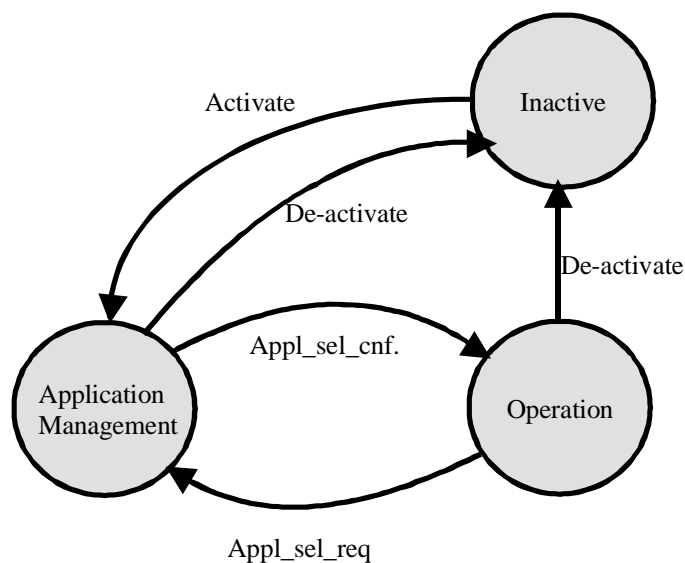 Activate
Inactive
De-activate
De-activate
Appl_sel_cnf.
Application
Management
Operation
Appl_sel_req